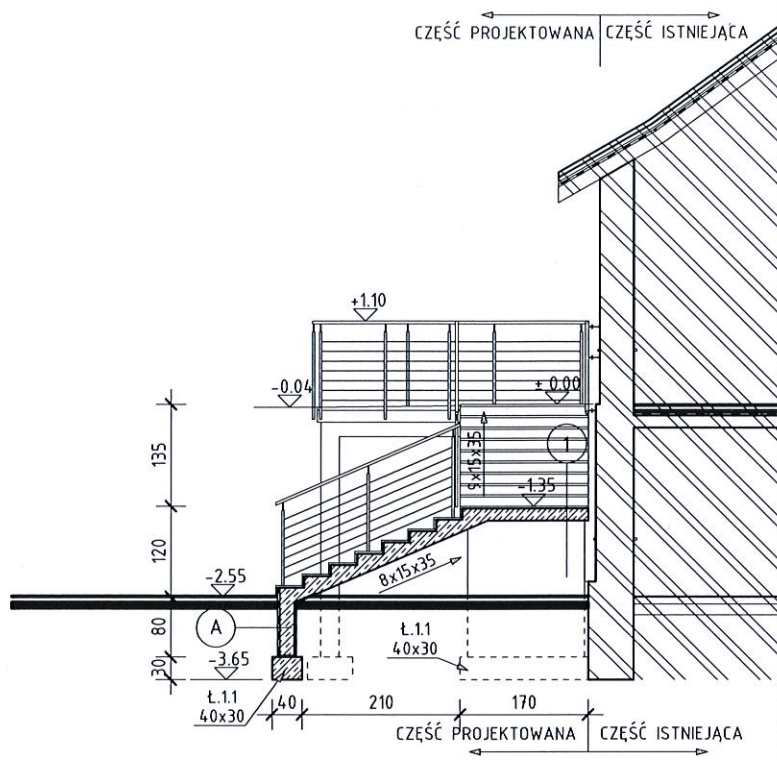 CZĘŚĆ PROJEKTOWANA CZĘŚĆ ISTNIEJĄCA
+1.10
-0.04
± 0.00
9x15x35
1
135
-1.35
120
8x15x35
-2.55
A
80
Ł.1.1
40x30
30
-3.65
Ł.1.1
40x30
40
210
170
CZĘŚĆ PROJEKTOWANA CZĘŚĆ ISTNIEJĄCA